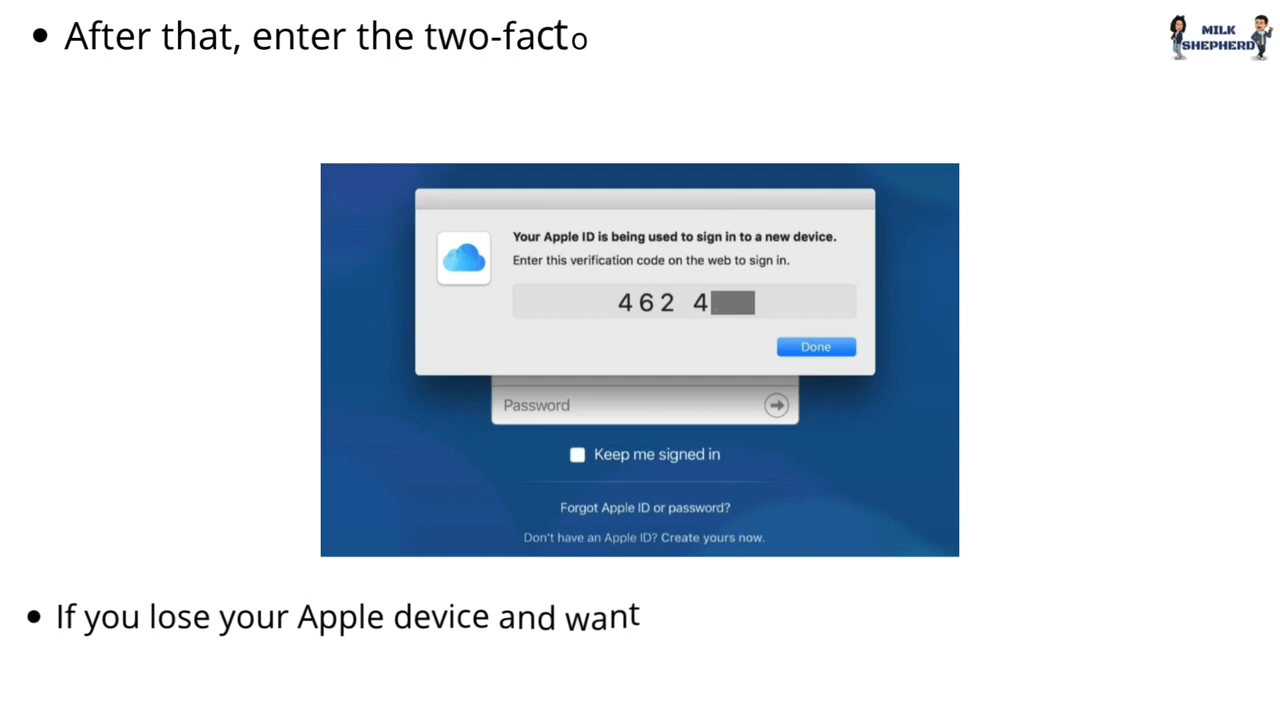 • After that, enter the two-facto
MILK
SHEPHERD
Your Apple ID is being used to sign in to a new device.
Enter this verification code on the web to sign in.
462 4
Done
Password
Keep me signed in
Forgot Apple ID or password?
Don't have an Apple ID? Create yours now.
• If you lose your Apple device and want